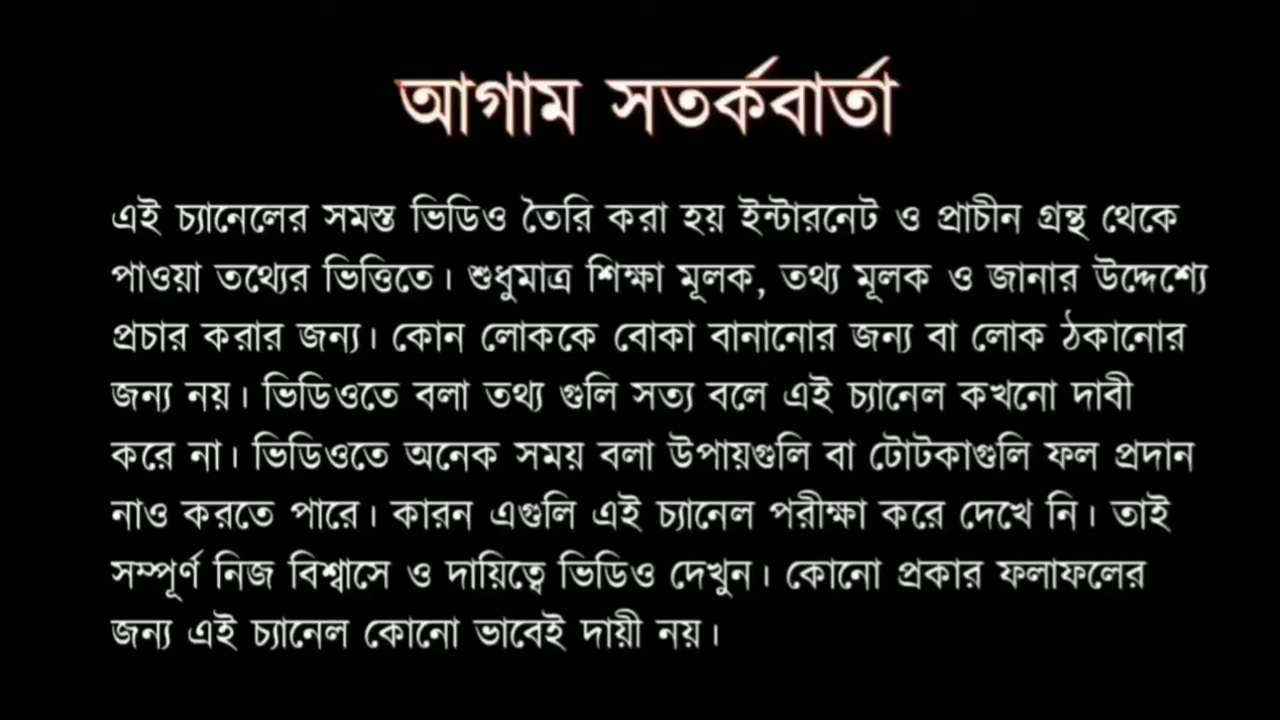 আগাম সতর্কবার্তা
এই চ্যানেলের সমস্ত ভিডিও তৈরি করা হয় ইন্টারনেট ও প্রাচীন গ্রন্থ থেকে
পাওয়া তথ্যের ভিত্তিতে। শুধুমাত্র শিক্ষা মূলক, তথ্য মূলক ও জানার উদ্দেশ্যে
প্রচার করার জন্য। কোন লোককে বোকা বানানোর জন্য বা লোক ঠকানোর
জন্য নয়। ভিডিওতে বলা তথ্য গুলি সত্য বলে এই চ্যানেল কখনো দাবী
করে না। ভিডিওতে অনেক সময় বলা উপায়গুলি বা টোটকাগুলি ফল প্রদান
নাও করতে পারে। কারন এগুলি এই চ্যানেল পরীক্ষা করে দেখে নি। তাই
সম্পূর্ণ নিজ বিশ্বাসে ও দায়িত্বে ভিডিও দেখুন। কোনো প্রকার ফলাফলের
জন্য এই চ্যানেল কোনো ভাবেই দায়ী নয়।